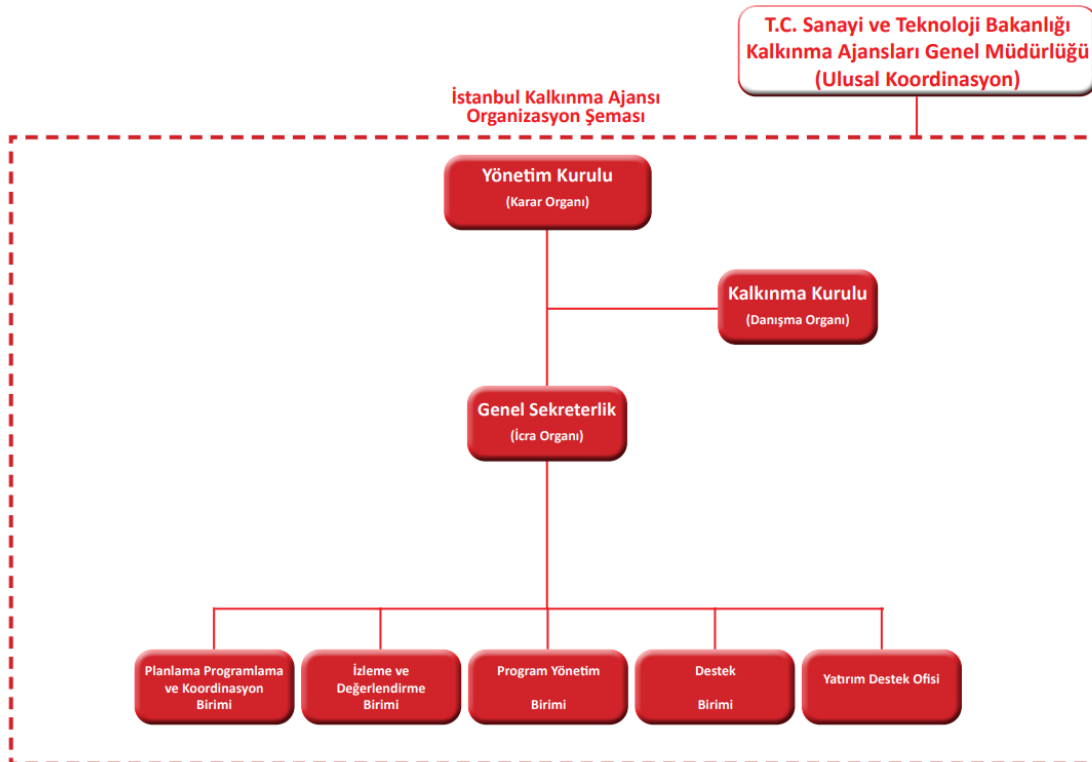 T.C. Sanayi ve Teknoloji Bakanlığı
Kalkınma Ajansları Genel Müdürlüğü
(Ulusal Koordinasyon)
İstanbul Kalkınma Ajansı
Organizasyon Şeması
Yönetim Kurulu
(Karar Organı)
Kalkınma Kurulu
(Danışma Organı)
Genel Sekreterlik
(İcra Organı)
Planlama Programlama
ve Koordinasyon
Birimi
İzleme ve
Değerlendirme
Birimi
Program Yönetim
Birimi
Destek
Birimi
Yatırım Destek Ofisi